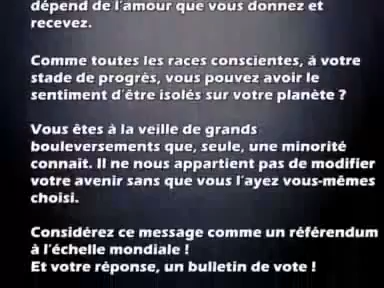 dépend de l'amour que vous donnez et
recevez.
Comme toutes les races conscientes, à votre
stade de progrès, vous pouvez avoir le
sentiment d'être isolés sur votre planète ?
Vous êtes à la veille de grands
bouleversements que, seule, une minorité
connait. Il ne nous appartient pas de modifier
votre avenir sans que vous l'ayez vous-mêmes
choisi.
Considérez ce message comme un référendum
à l'échelle mondiale !
Et votre réponse, un bulletin de vote !